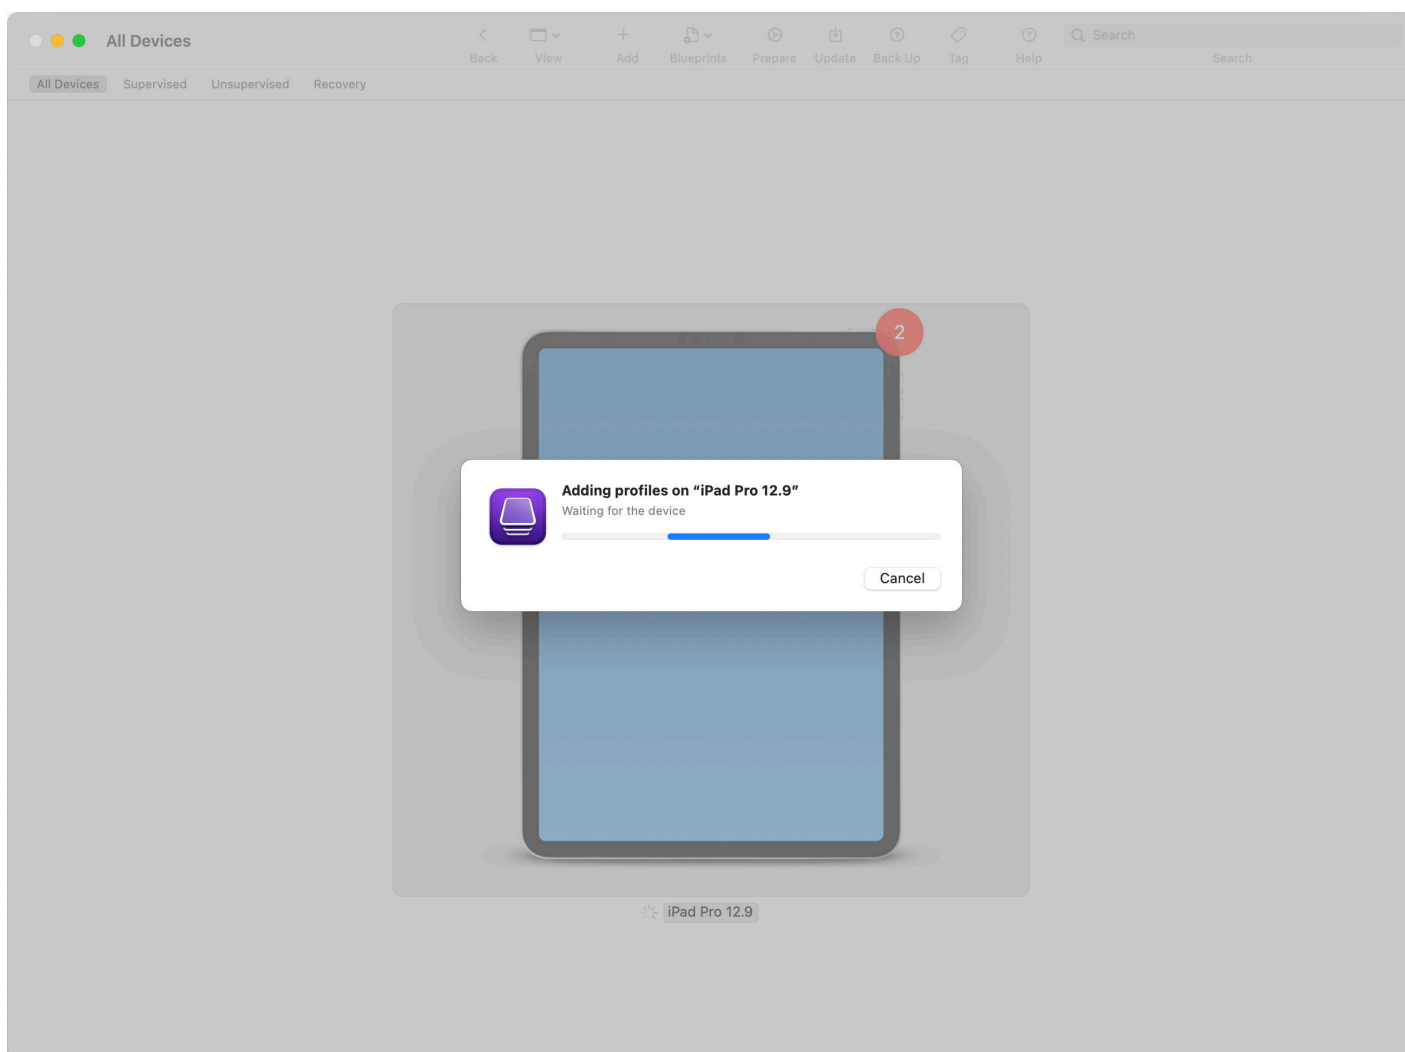 All Devices
Back
View
Add
Blueprints
Prepare
Update
Back Up
Tag
Help
Search
Search
All Devices
Supervised
Unsupervised
Recovery
2
Adding profiles on “iPad Pro 12.9”
Waiting for the device
Cancel
iPad Pro 12.9